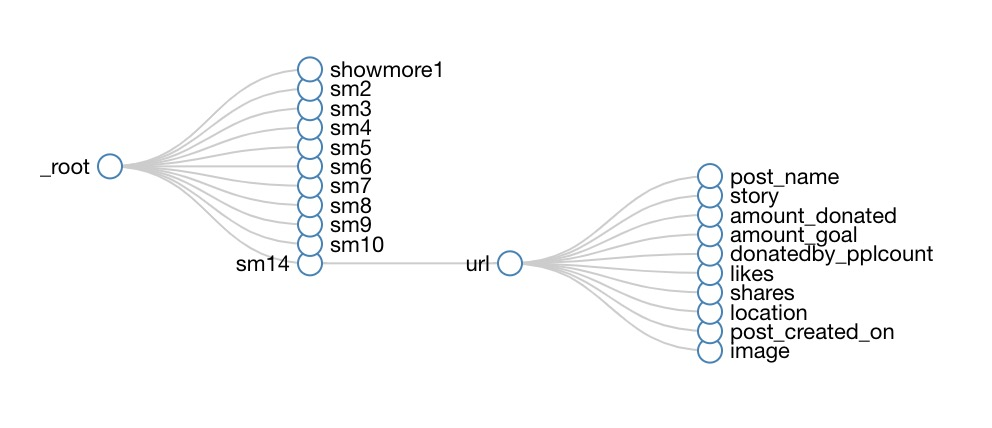 _root
showmore1
sm2
sm3
sm4
sm5
sm6
sm7
sm8
sm9
sm10
sm14
url
post_name
story
amount_donated
amount_goal
donatedby_pplcount
likes
shares
location
post_created_on
image